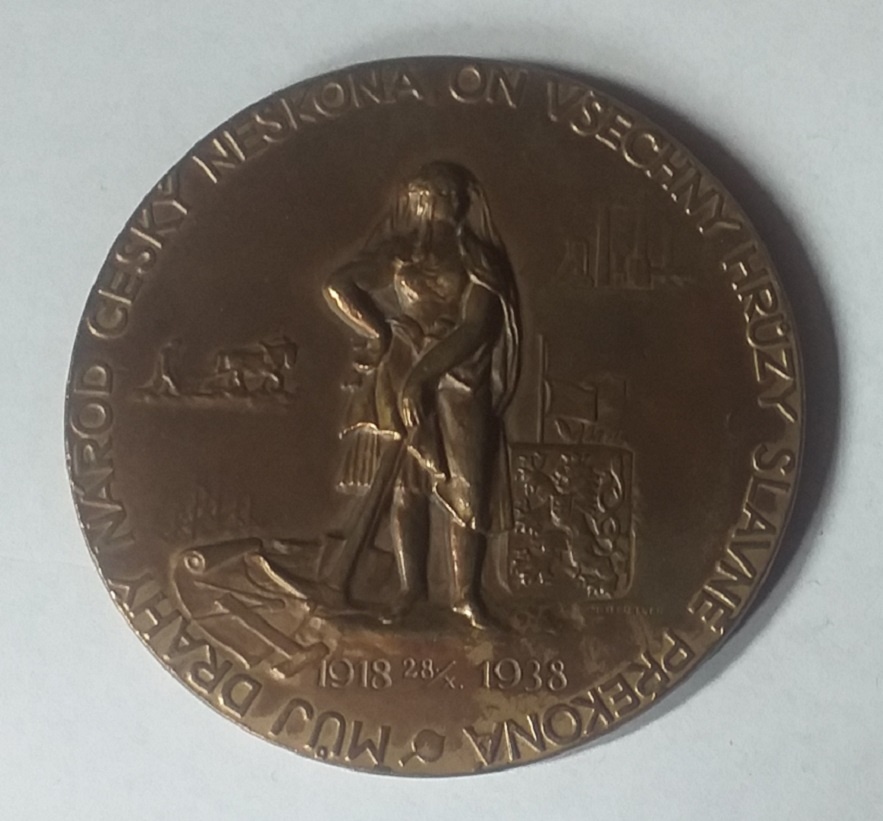 MŮJ DRAHÝ NÁROD ČESKÝ NESKONÁ ON VŠECHNY HRŮZY SLAVNĚ PŘEKONÁ
1918 28/X. 1938